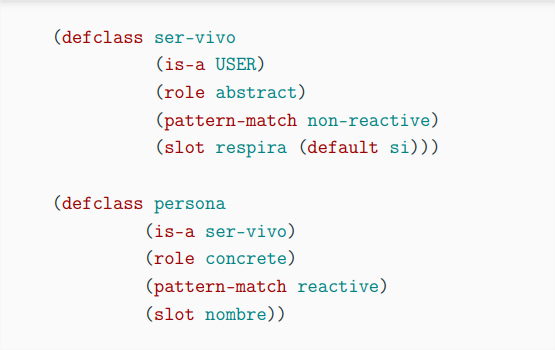 (defclass ser-vivo
(is-a USER)
(role abstract)
(pattern-match non-reactive)
(slot respira (default si)))
(defclass persona
(is-a ser-vivo)
(role concrete)
(pattern-match reactive)
(slot nombre))